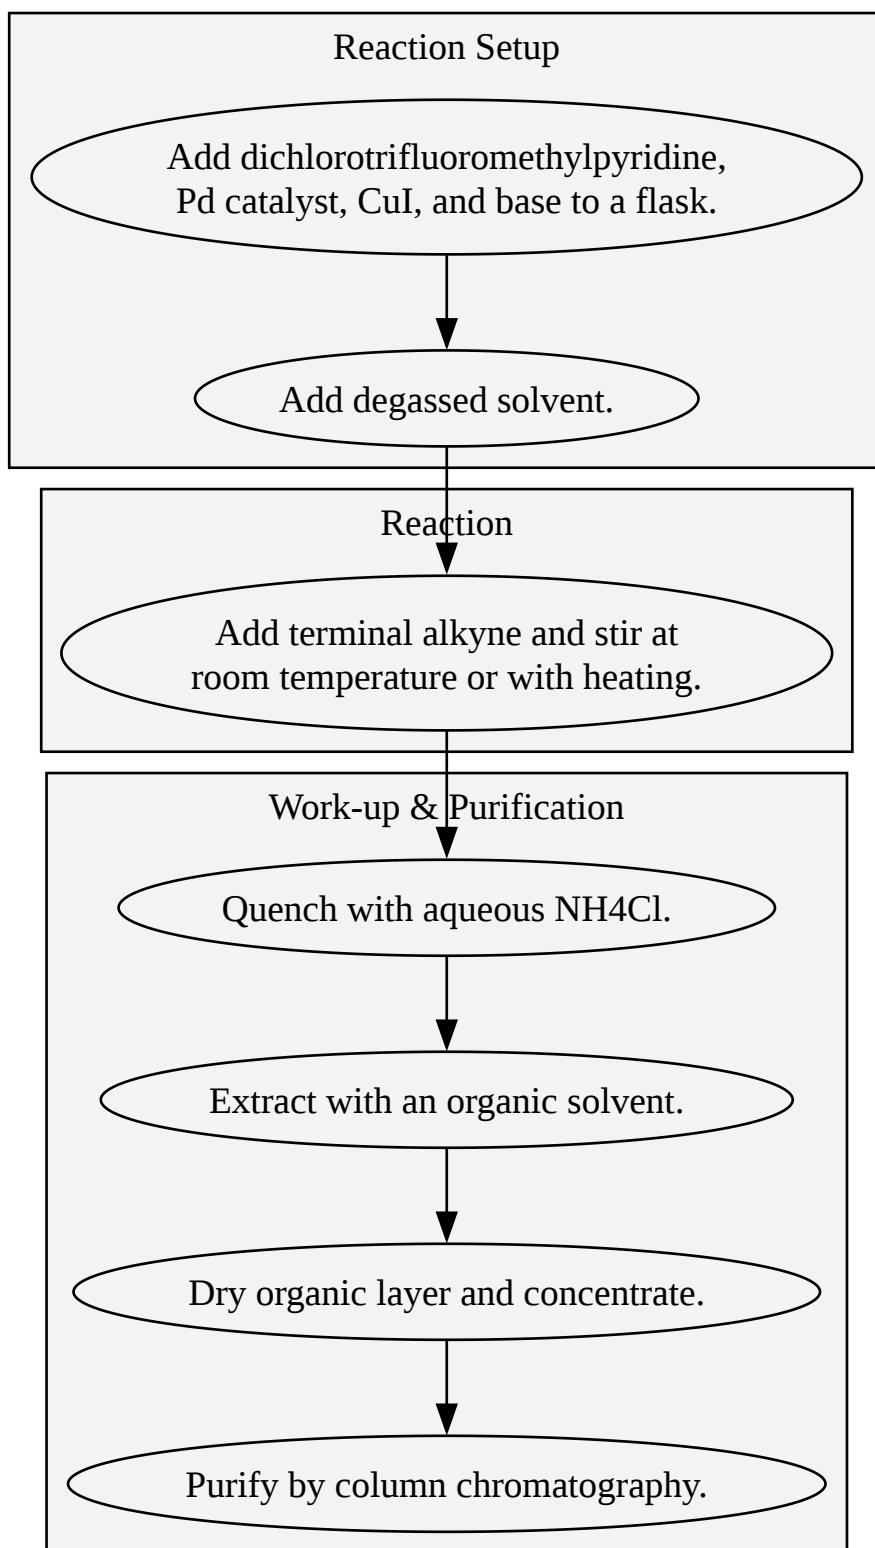 Reaction Setup
Add dichlorotrifluoromethylpyridine,
Pd catalyst, CuI, and base to a flask.
Add degassed solvent.
Reaction
Add terminal alkyne and stir at
room temperature or with heating.
Work-up & Purification
Quench with aqueous NH4Cl.
Extract with an organic solvent.
Dry organic layer and concentrate.
Purify by column chromatography.